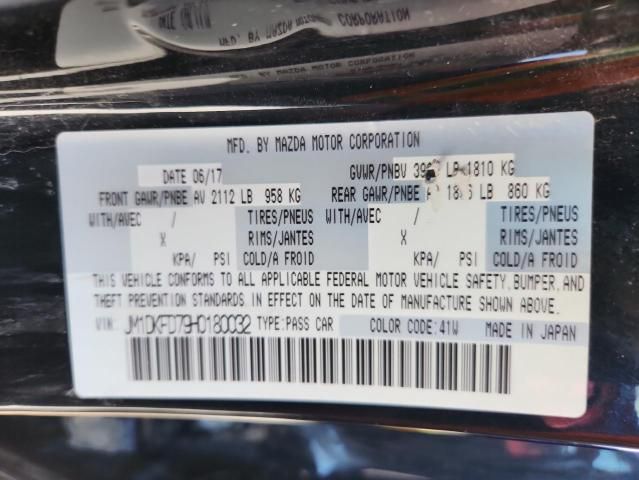 MFD. BY MAZDA MOTOR CORPORATION
DATE 06/17 GVWR/PNBV LB 1810 KG
FRONT GAWR/PNBE AV 2112 LB 958 KG REAR GAWR/PNBE LB 860 KG
WITH/AVEC / TIRES/PNEUS WITH/AVEC / TIRES/PNEUS
X RIMS/JANTES X RIMS/JANTES
KPA/ PSI COLD/A FROID KPA/ PSI COLD/A FROID
THIS VEHICLE CONFORMS TO ALL APPLICABLE FEDERAL MOTOR VEHICLE SAFETY, BUMPER, AND
THEFT PREVENTION STANDARDS IN EFFECT ON THE DATE OF MANUFACTURE SHOWN ABOVE.
VIN: JM1DKFD79H0180032 TYPE: PASS CAR COLOR CODE: 41W MADE IN JAPAN